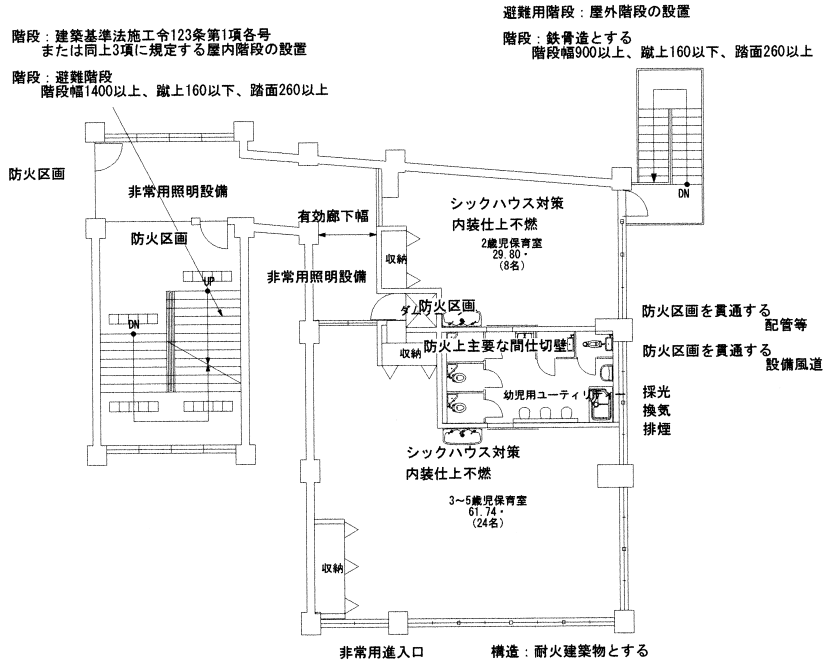 避難用階段：屋外階段の設置
階段：鉄骨造とする
階段幅900以上、蹴上160以下、踏面260以上
階段：建築基準法施工令123条第1項各号
または同上3項に規定する屋内階段の設置
階段：避難階段
階段幅1400以上、蹴上160以下、踏面260以上
防火区画
非常用照明設備
防火区画
有効廊下幅
非常用照明設備
シックハウス対策
内装仕上不燃
2歳児保育室
29.80・
(8名)
収納
DN
UP
DN
ダム
防火区画
防火上主要な間仕切壁
収納
幼児用ユーティリティ
防火区画を貫通する
配管等
防火区画を貫通する
設備風道
採光
換気
排煙
シックハウス対策
内装仕上不燃
3～5歳児保育室
61.74・
(24名)
収納
非常用進入口
構造：耐火建築物とする